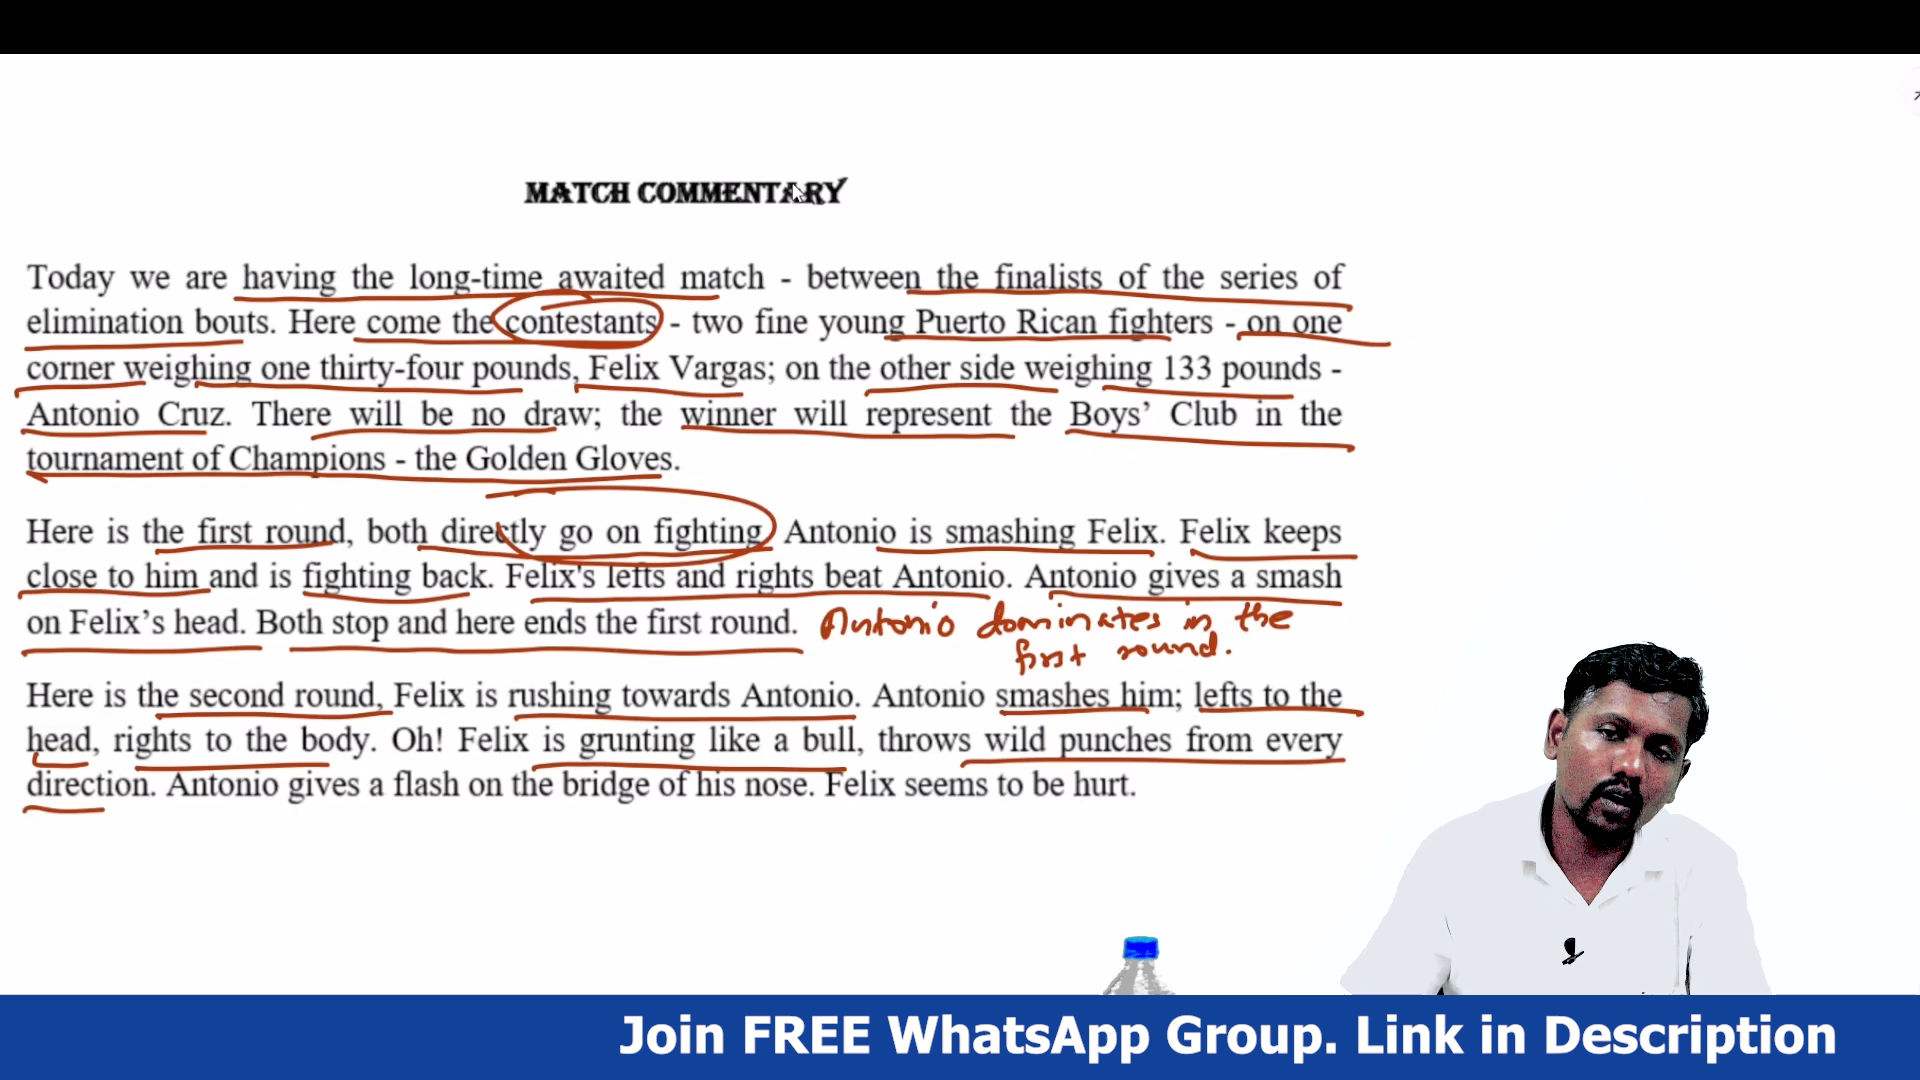 MATCH COMMENTARY
Today we are having the long-time awaited match - between the finalists of the series of
elimination bouts. Here come the contestants - two fine young Puerto Rican fighters - on one
corner weighing one thirty-four pounds, Felix Vargas; on the other side weighing 133 pounds -
Antonio Cruz. There will be no draw; the winner will represent the Boys’ Club in the
tournament of Champions - the Golden Gloves.
Here is the first round, both directly go on fighting Antonio is smashing Felix. Felix keeps
close to him and is fighting back. Felix's lefts and rights beat Antonio. Antonio gives a smash
on Felix’s head. Both stop and here ends the first round. Antonio dominates in the
first round.
Here is the second round, Felix is rushing towards Antonio. Antonio smashes him; lefts to the
head, rights to the body. Oh! Felix is grunting like a bull, throws wild punches from every
direction. Antonio gives a flash on the bridge of his nose. Felix seems to be hurt.
Join FREE WhatsApp Group. Link in Description